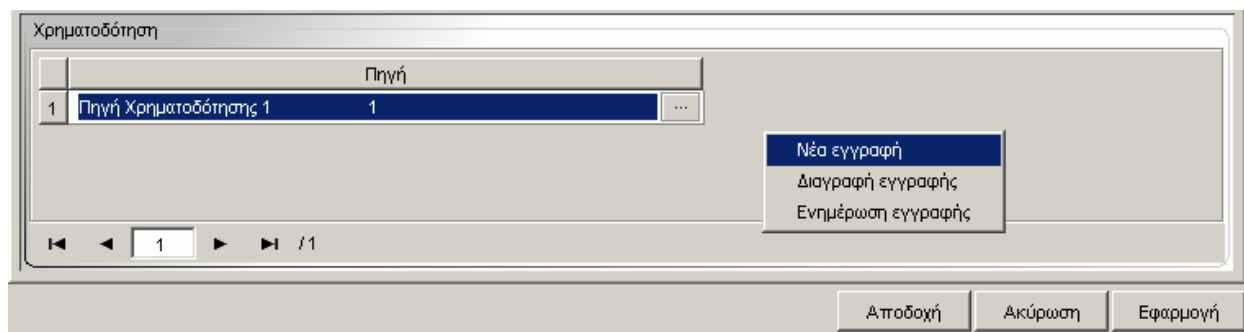 Χρηματοδότηση
Πηγή
1 Πηγή Χρηματοδότησης 1 1 ...
Νέα εγγραφή
Διαγραφή εγγραφής
Ενημέρωση εγγραφής
1 / 1
Αποδοχή Ακύρωση Εφαρμογή